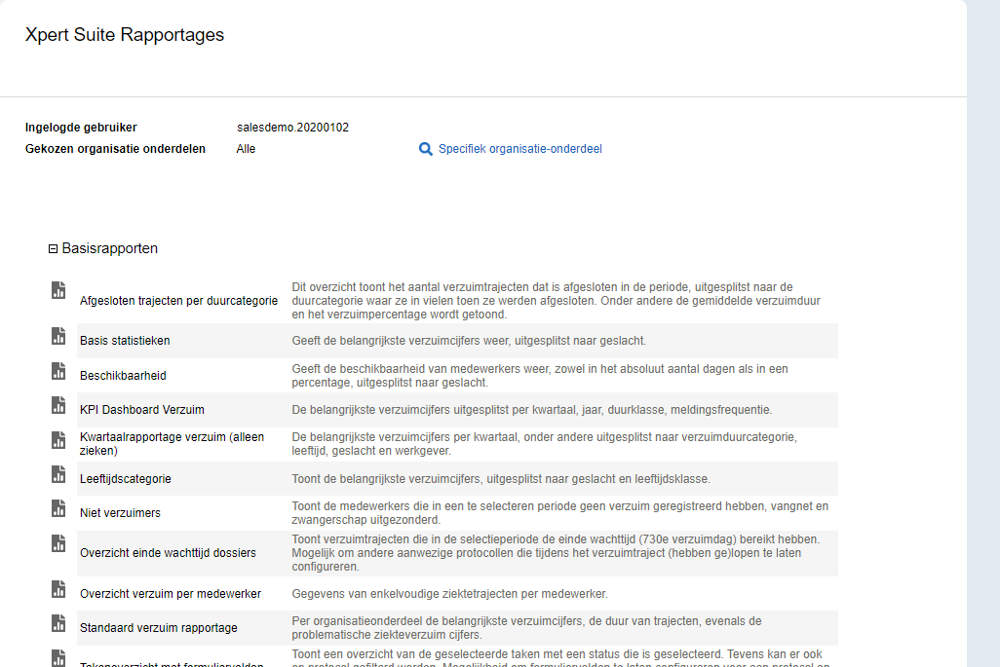 Xpert Suite Rapportages
Ingelogde gebruiker salesdemo.20200102
Gekozen organisatie onderdelen Alle Specifiek organisatie-onderdeel
Basisrapporten
Afgesloten trajecten per duurcategorie
Dit overzicht toont het aantal verzuimtrajecten dat is afgesloten in de periode, uitgesplitst naar de
duurcategorie waar ze in vielen toen ze werden afgesloten. Onder andere de gemiddelde verzuimduur
en het verzuimpercentage wordt getoond.
Basis statistieken
Geeft de belangrijkste verzuimcijfers weer, uitgesplitst naar geslacht.
Beschikbaarheid
Geeft de beschikbaarheid van medewerkers weer, zowel in het absoluut aantal dagen als in een
percentage, uitgesplitst naar geslacht.
KPI Dashboard Verzuim
De belangrijkste verzuimcijfers uitgesplitst per kwartaal, jaar, duurklasse, meldingsfrequentie.
Kwartaalrapportage verzuim (alleen
zieken)
De belangrijkste verzuimcijfers per kwartaal, onder andere uitgesplitst naar verzuimduurcategorie,
leeftijd, geslacht en werkgever.
Leeftijdscategorie
Toont de belangrijkste verzuimcijfers, uitgesplitst naar geslacht en leeftijdsklasse.
Niet verzuimers
Toont de medewerkers die in een te selecteren periode geen verzuim geregistreerd hebben, vangnet en
zwangerschap uitgezonderd.
Overzicht einde wachttijd dossiers
Toont verzuimtrajecten die in de selectieperiode de einde wachttijd (730e verzuimdag) bereikt hebben.
Mogelijk om andere aanwezige protocollen die tijdens het verzuimtraject (hebben ge)lopen te laten
configureren.
Overzicht verzuim per medewerker
Gegevens van enkelvoudige ziektetrajecten per medewerker.
Standaard verzuim rapportage
Per organisatieonderdeel de belangrijkste verzuimcijfers, de duur van trajecten, evenals de
problematische ziekteverzuim cijfers.
Takenoverzicht met formuliervelden
Toont een overzicht van de geselecteerde taken met een status die is geselecteerd. Tevens kan er ook
op protocol gefilterd worden. Mogelijkheid om formuliervelden te laten configureren voor een protocol en